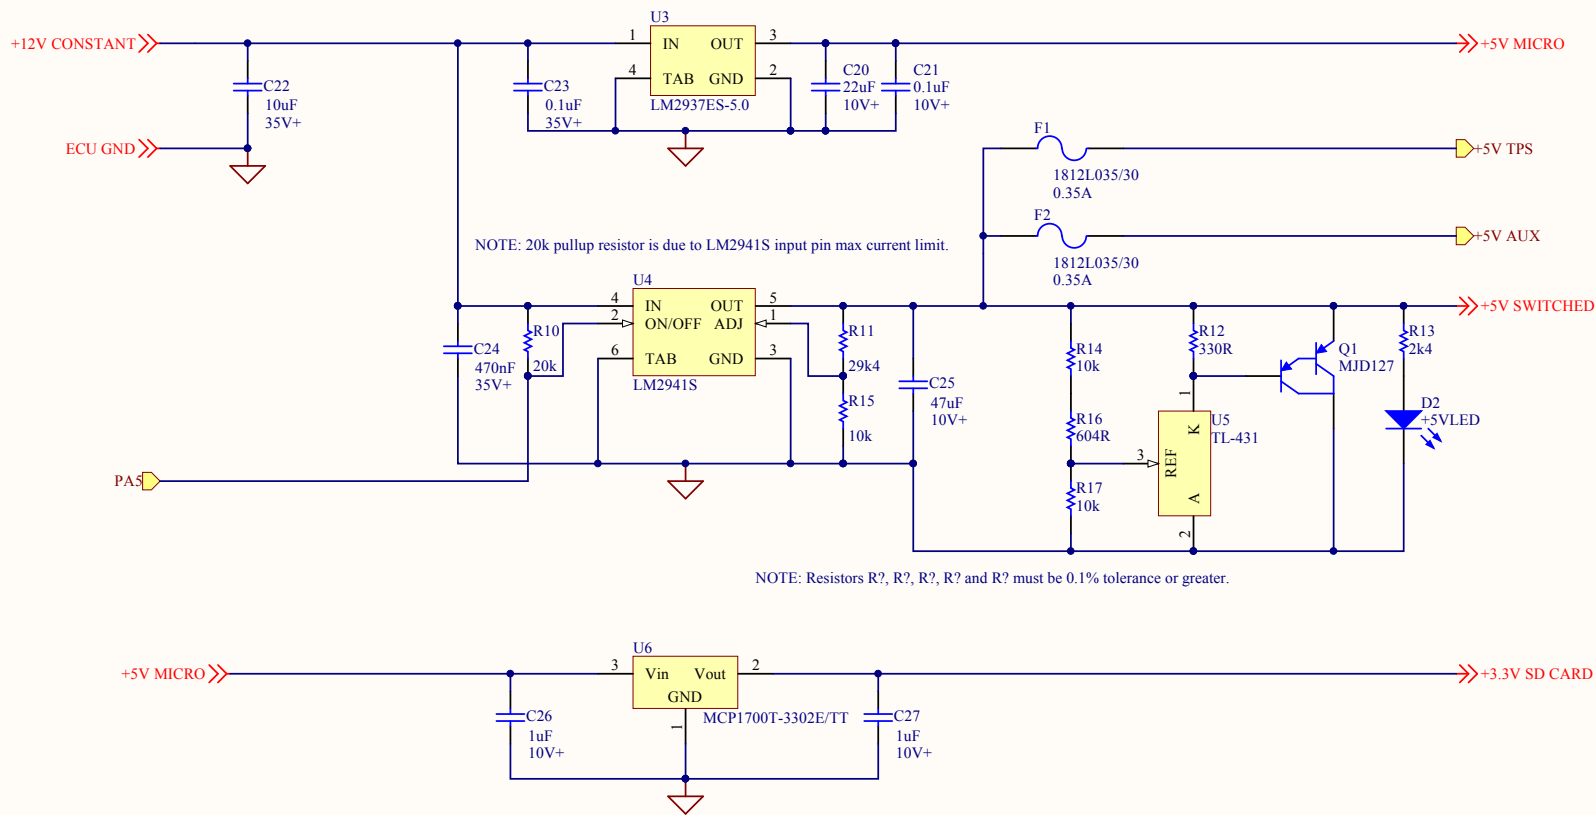 U3
+12V CONSTANT
1
IN
OUT
3
+5V MICRO
C22
10uF
35V+
C23
0.1uF
35V+
4
TAB
GND
2
LM2937ES-5.0
C20
22uF
10V+
C21
0.1uF
10V+
ECU GND
F1
1812L035/30
0.35A
+5V TPS
F2
1812L035/30
0.35A
+5V AUX
NOTE: 20k pullup resistor is due to LM2941S input pin max current limit.
U4
4
IN
OUT
5
+5V SWITCHED
2
ON/OFF
ADJ
1
6
TAB
GND
3
LM2941S
C24
470nF
35V+
R10
20k
R11
29k4
R15
10k
C25
47uF
10V+
R14
10k
R16
604R
R17
10k
R12
330R
1
K
U5
TL-431
3
REF
A
2
Q1
MJD127
R13
2k4
D2
+5VLED
PA5
NOTE: Resistors R?, R?, R?, R? and R? must be 0.1% tolerance or greater.
U6
+5V MICRO
3
Vin
Vout
2
+3.3V SD CARD
GND
1
MCP1700T-3302E/TT
C26
1uF
10V+
C27
1uF
10V+